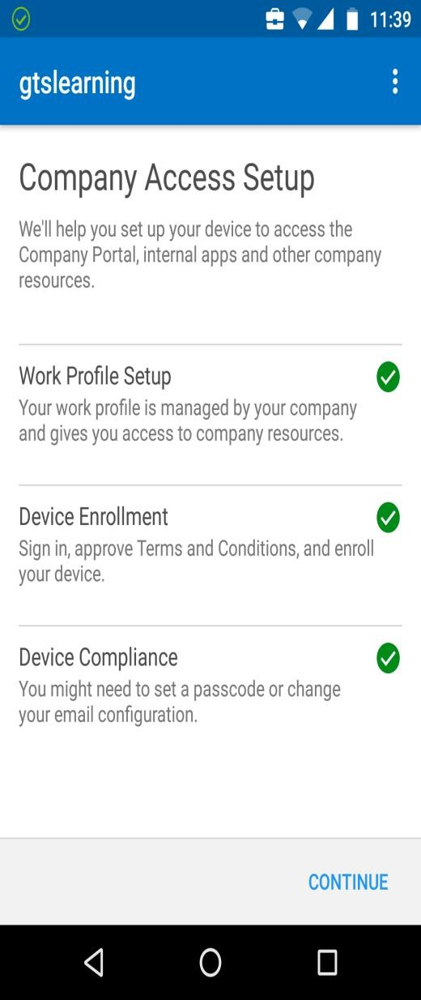 11:39
gtslearning
Company Access Setup
We'll help you set up your device to access the
Company Portal, internal apps and other company
resources.
Work Profile Setup
Your work profile is managed by your company
and gives you access to company resources.
Device Enrollment
Sign in, approve Terms and Conditions, and enroll
your device.
Device Compliance
You might need to set a passcode or change
your email configuration.
CONTINUE